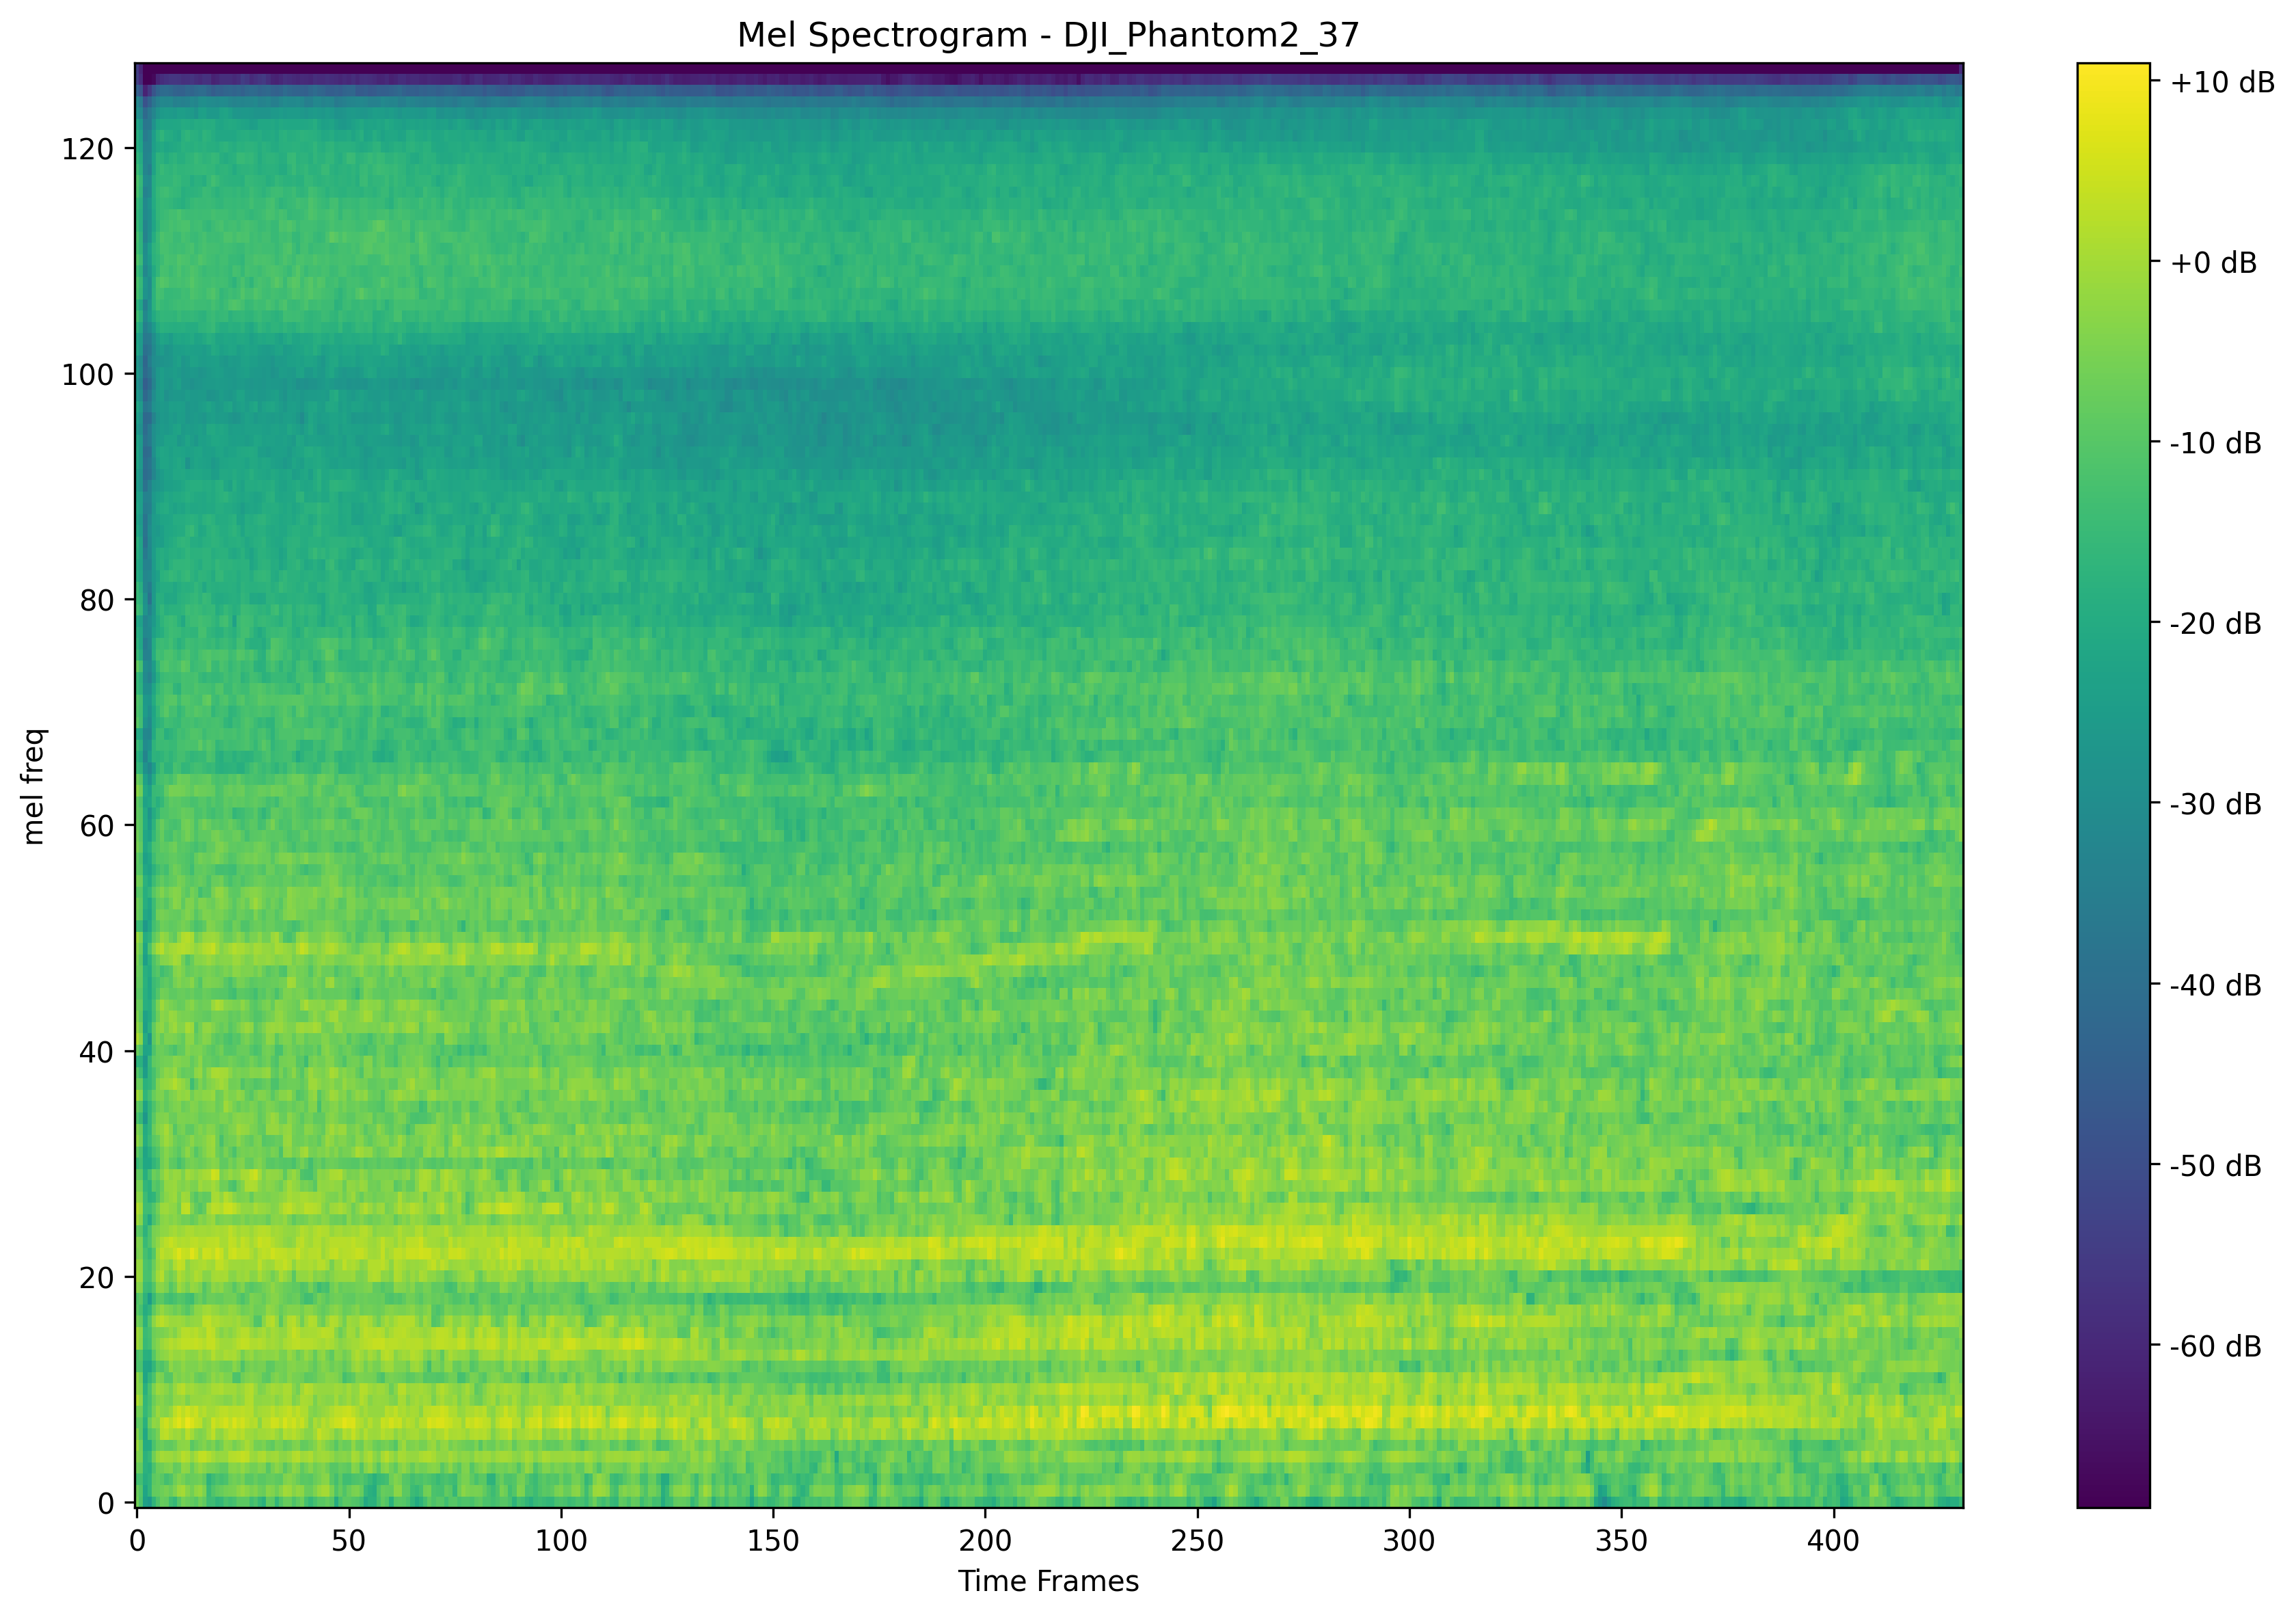 Mel Spectrogram - DJI_Phantom2_37
+10 dB
+0 dB
-10 dB
-20 dB
-30 dB
-40 dB
-50 dB
-60 dB
mel freq
120
100
80
60
40
20
0
0 50 100 150 200 250 300 350 400
Time Frames